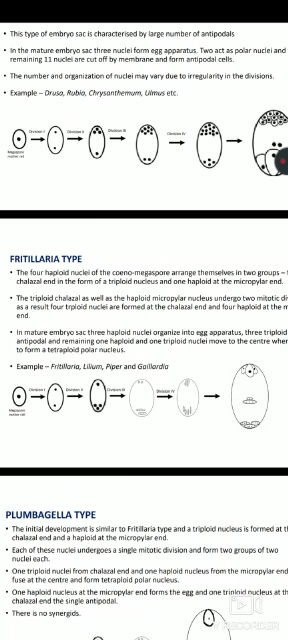 • This type of embryo sac is characterised by large number of antipodals
• In the mature embryo sac three nuclei form egg apparatus. Two act as polar nuclei and
remaining 11 nuclei are cut off by membrane and form antipodal cells.
• The number and organization of nuclei may vary due to irregularity in the divisions.
• Example – Drusa, Rubia, Chrysanthemum, Ulmus etc.
Division I Division II Division III Division IV
Megaspore
mother cell
FRITILLARIA TYPE
• The four haploid nuclei of the coeno-megaspore arrange themselves in two groups –
chalazal end in the form of a triploid nucleus and one haploid at the micropylar end.
• The triploid chalazal as well as the haploid micropylar nucleus undergo two mitotic
as a result four trploid nuclei are formed at the chalazal end and four haploid at the
end.
• In mature embryo sac three haploid nuclei organize into egg apparatus, three triploid
antipodal and remaining one haploid and one triploid nuclei move to the centre
to form a tetraploid polar nucleus.
• Example – Fritillaria, Lilium, Piper and Gaillardia
Division I Division II Division III Division IV
Megaspore
mother cell
PLUMBAGELLA TYPE
• The initial development is similar to Fritillaria type and a triploid nucleus is formed at
chalazal end and a haploid at the micropylar end.
• Each of these nuclei undergoes a single mitotic division and form two groups of two
nuclei each.
• One triploid nuclei from chalazal end and one haploid nucleus from the micropylar end
fuse at the centre and form tetraploid polar nucleus.
• One haploid nucleus at the micropylar end forms the egg and one triploid nucleus at
chalazal end the single antipodal.
• There is no synergids.
RECORDER